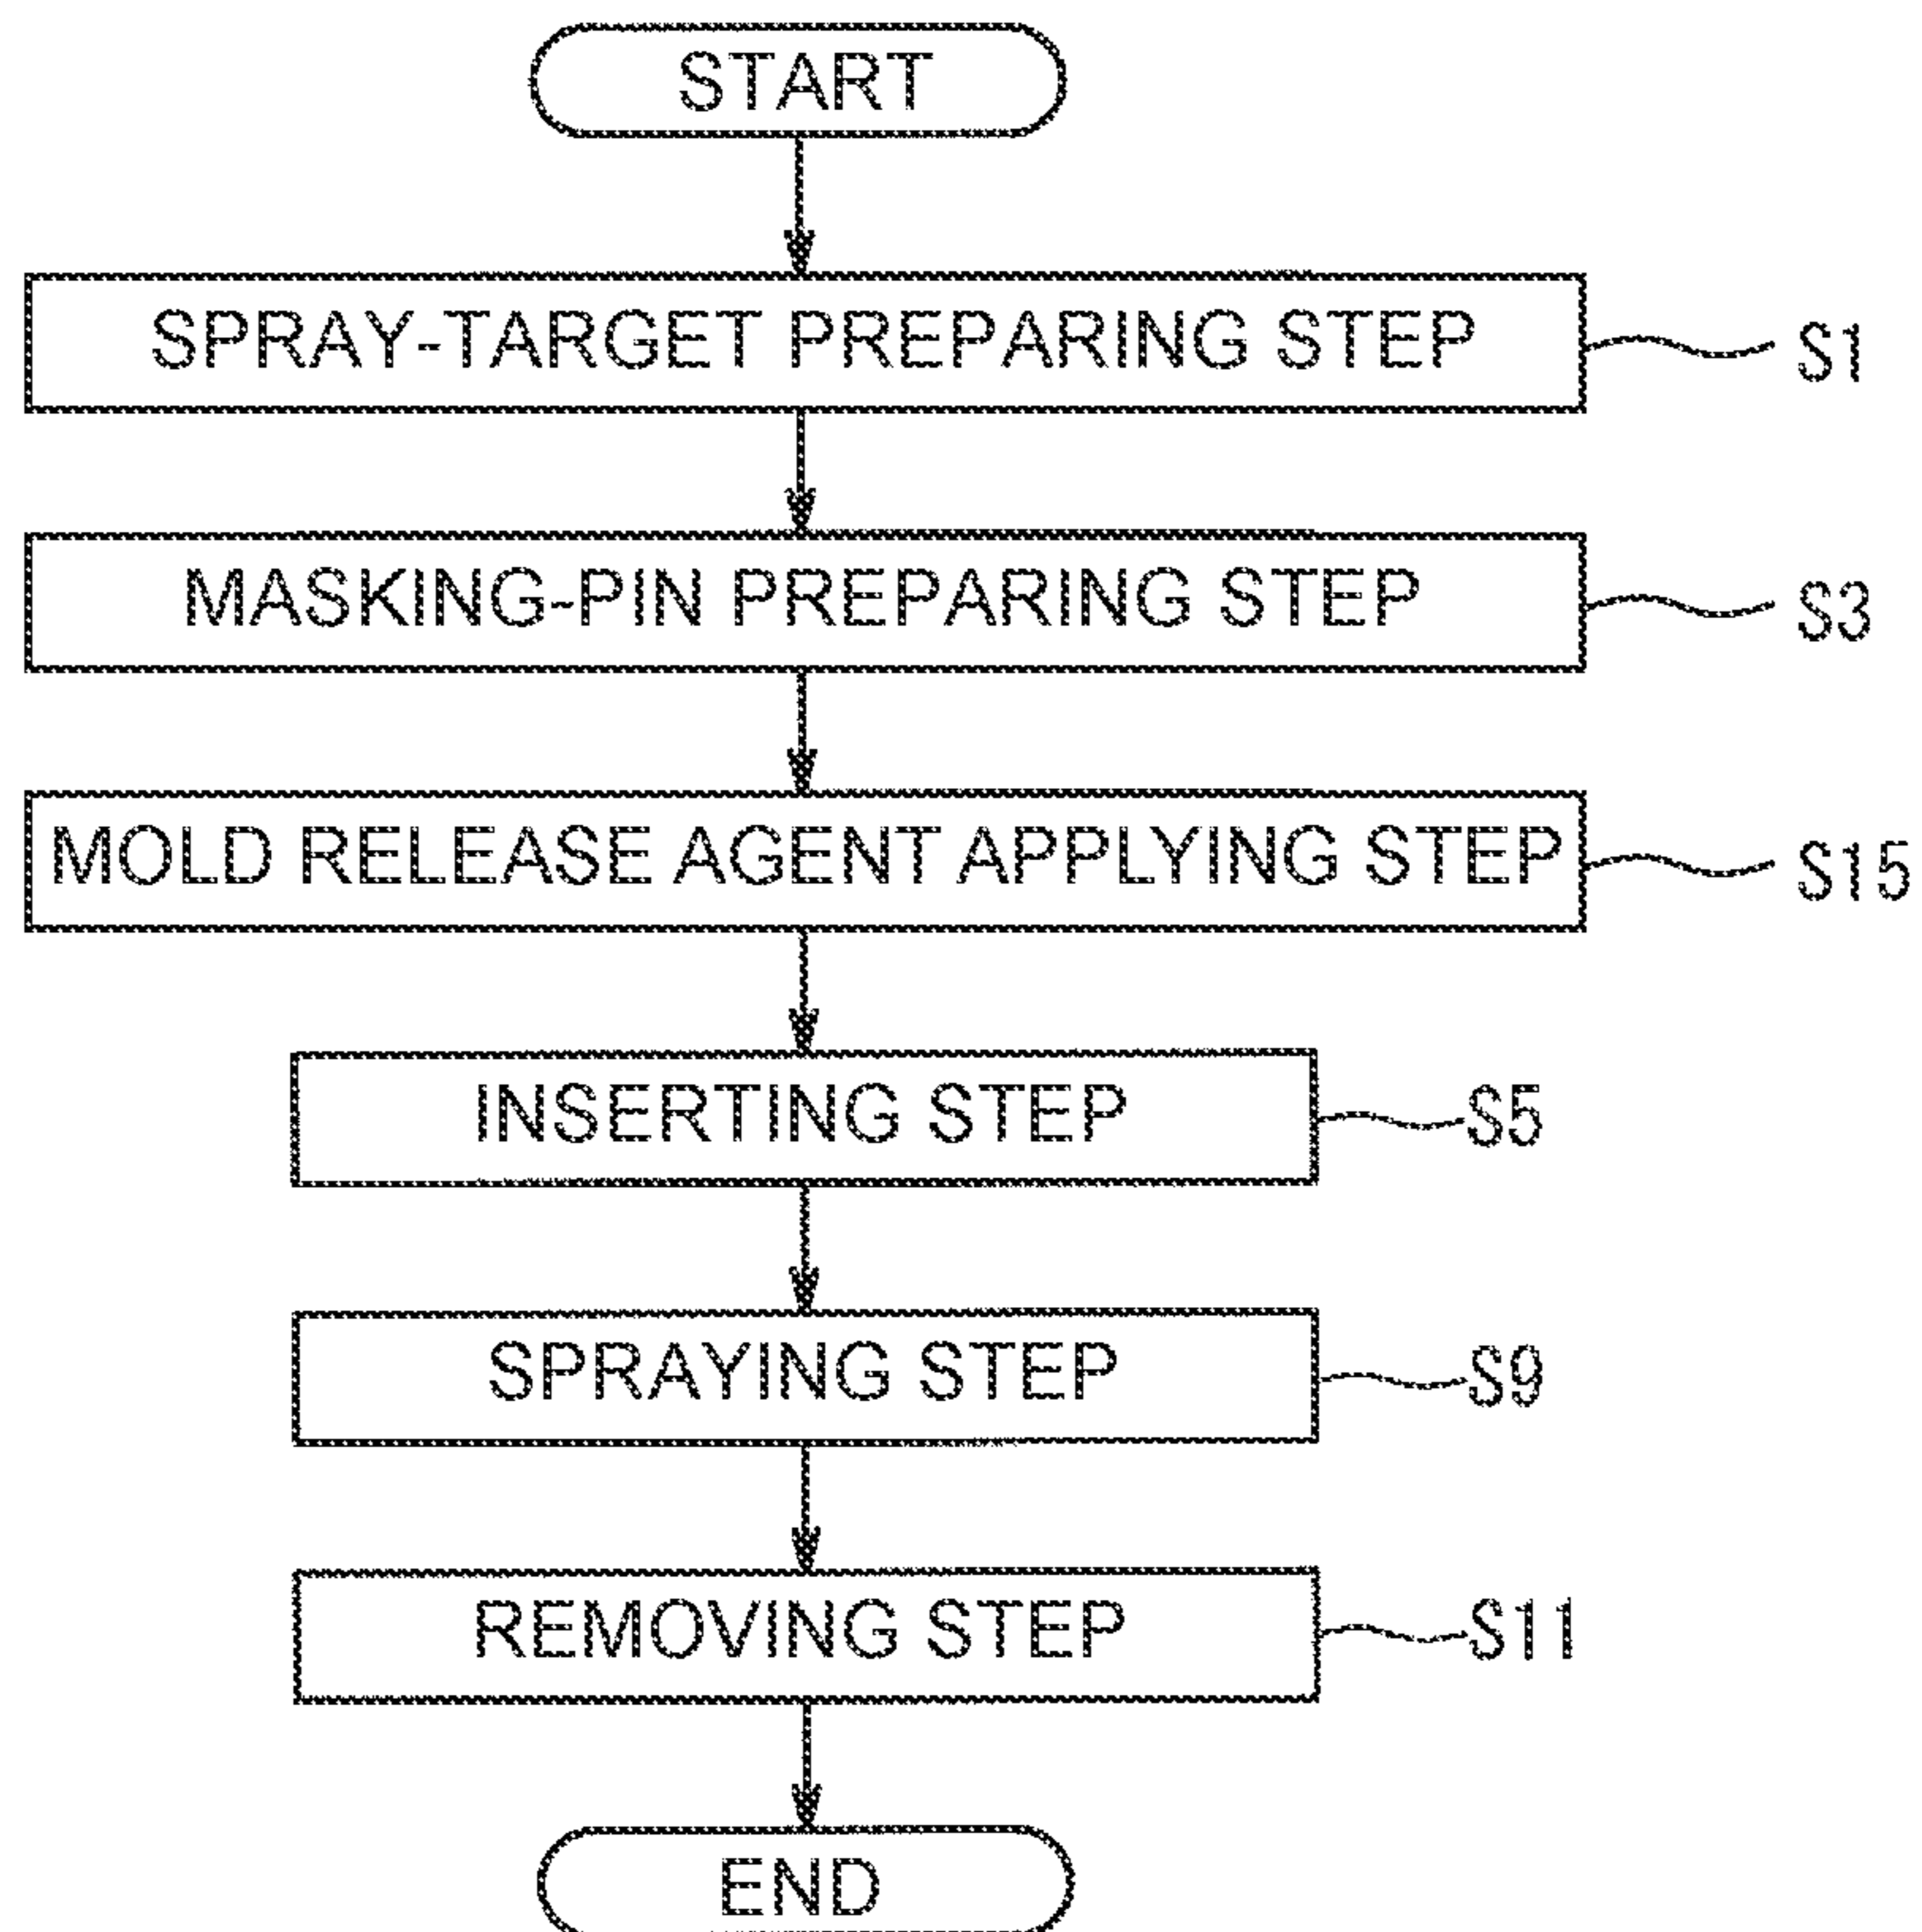 START
SPRAY-TARGET PREPARING STEP S1
MASKING-PIN PREPARING STEP S3
MOLD RELEASE AGENT APPLYING STEP S15
INSERTING STEP S5
SPRAYING STEP S9
REMOVING STEP S11
END